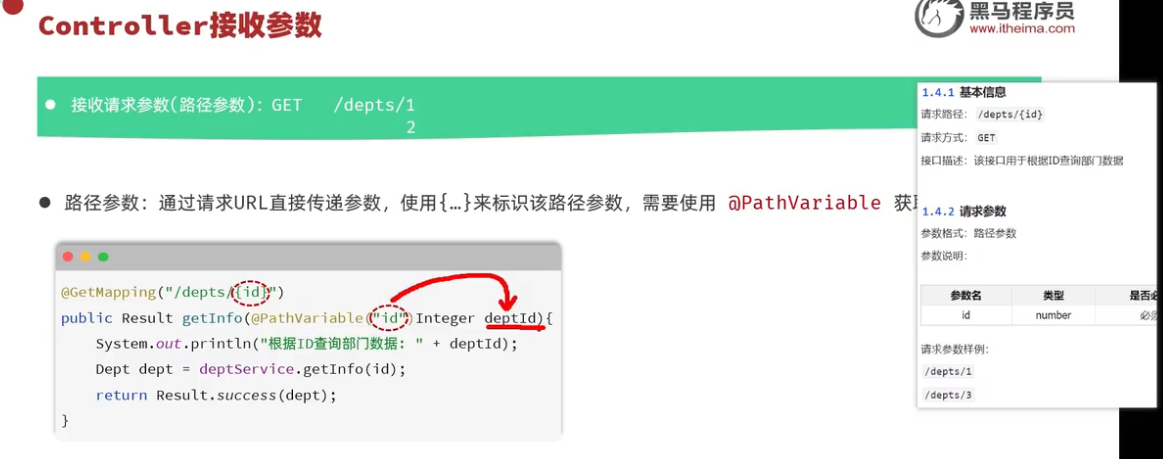 Controller接收参数
黑马程序员
www.itheima.com
接收请求参数(路径参数): GET /depts/1
2
路径参数：通过请求URL直接传递参数，使用{…}来标识该路径参数，需要使用 @PathVariable 获
@GetMapping("/depts/{id}")
public Result getInfo(@PathVariable("id")Integer deptId){
System.out.println("根据ID查询部门数据: " + deptId);
Dept dept = deptService.getInfo(id);
return Result.success(dept);
}
1.4.1 基本信息
请求路径： /depts/{id}
请求方式： GET
接口描述：该接口用于根据ID查询部门数据
1.4.2 请求参数
参数格式：路径参数
参数说明：
参数名 类型 是否必
id number 必须
请求参数样例：
/depts/1
/depts/3